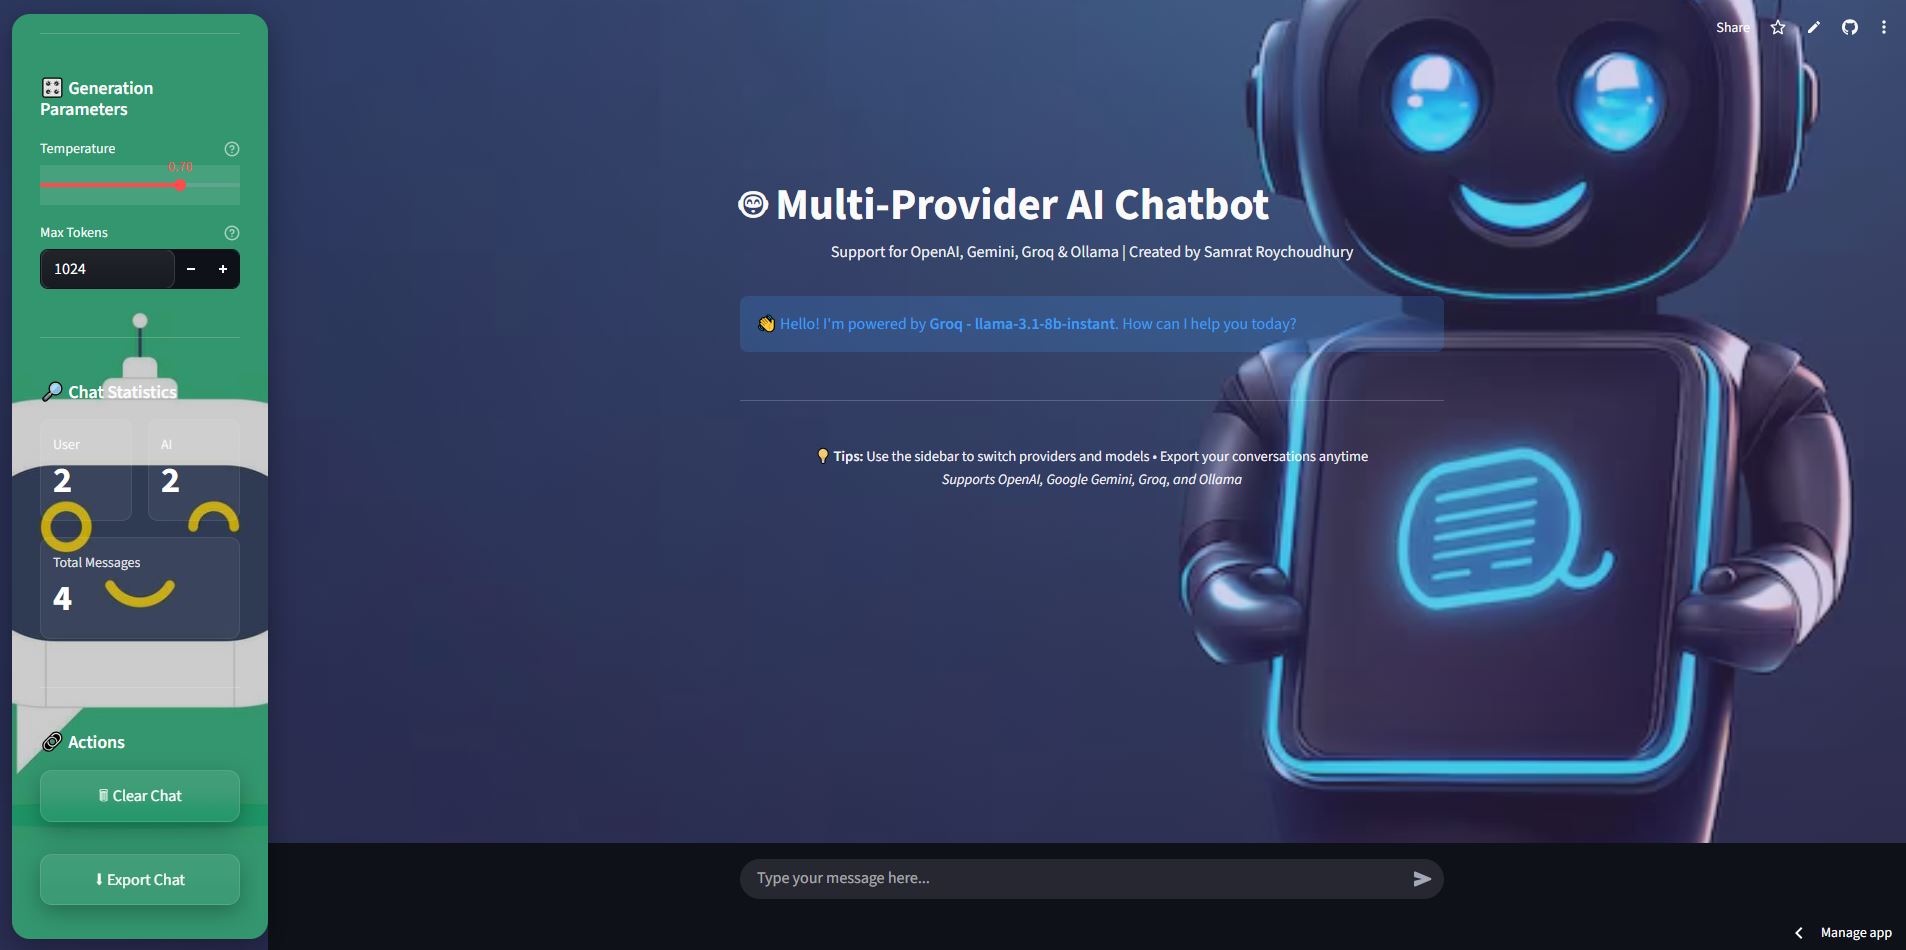 Generation
Parameters
Temperature
0.70
Max Tokens
1024
Chat Statistics
User
2
AI
2
Total Messages
4
Actions
Clear Chat
Export Chat
Share
Multi-Provider AI Chatbot
Support for OpenAI, Gemini, Groq & Ollama | Created by Samrat Roychoudhury
👋 Hello! I'm powered by Groq - llama-3.1-8b-instant. How can I help you today?
💡 Tips: Use the sidebar to switch providers and models • Export your conversations anytime
Supports OpenAI, Google Gemini, Groq, and Ollama
Type your message here...
Manage app